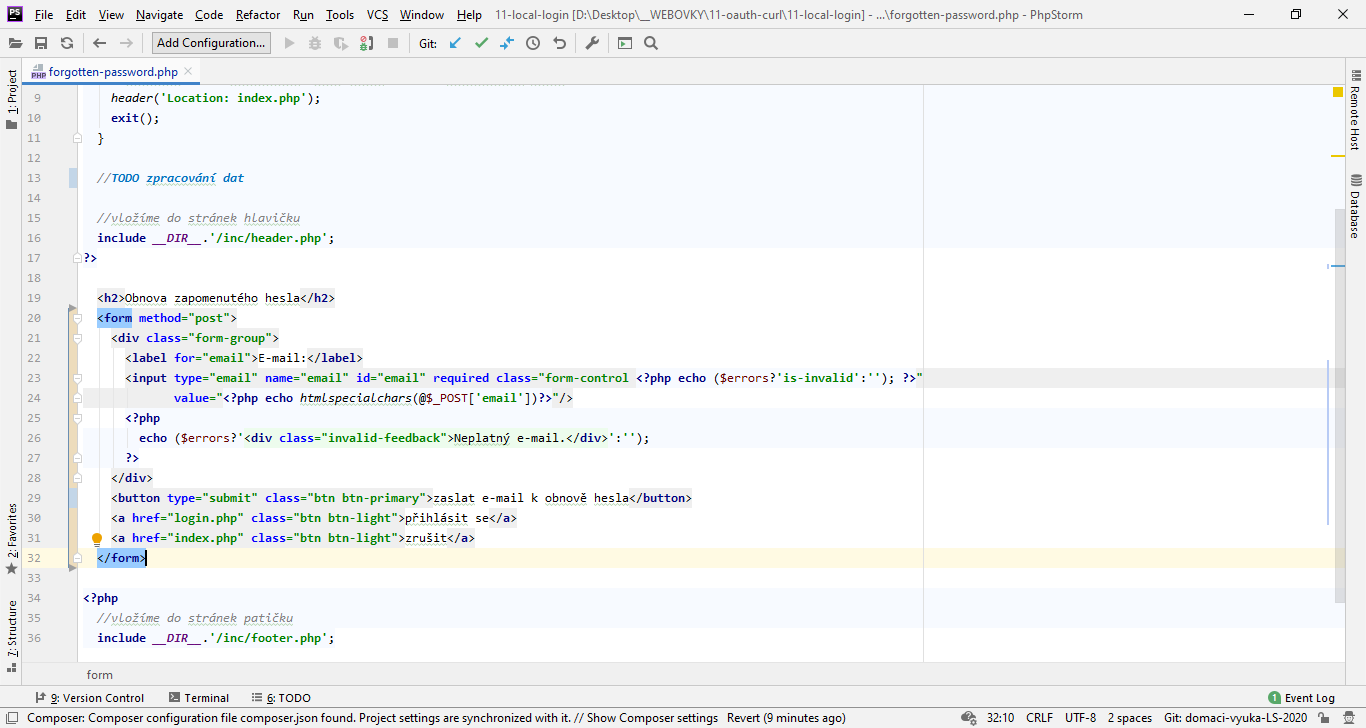 PS File Edit View Navigate Code Refactor Run Tools VCS Window Help 11-local-login [D:\Desktop\__WEBOVKY\11-oauth-curl\11-local-login] - ...\forgotten-password.php - PhpStorm
Add Configuration... Git:
PHP forgotten-password.php
1: Project
2: Favorites
7: Structure
Remote Host
Database
9 header('Location: index.php');
10 exit();
11 }
12
13 //TODO zpracování dat
14
15 //vložíme do stránek hlavičku
16 include __DIR__.'/inc/header.php';
17 ?>
18
19 <h2>Obnova zapomenutého hesla</h2>
20 <form method="post">
21 <div class="form-group">
22 <label for="email">E-mail:</label>
23 <input type="email" name="email" id="email" required class="form-control <?php echo ($errors?'is-invalid':''); ?>"
24 value="<?php echo htmlspecialchars(@$_POST['email'])?>"/>
25 <?php
26 echo ($errors?'<div class="invalid-feedback">Neplatný e-mail.</div>':'');
27 ?>
28 </div>
29 <button type="submit" class="btn btn-primary">zaslat e-mail k obnově hesla</button>
30 <a href="login.php" class="btn btn-light">přihlásit se</a>
31 <a href="index.php" class="btn btn-light">zrušit</a>
32 </form>
33
34 <?php
35 //vložíme do stránek patičku
36 include __DIR__.'/inc/footer.php';
form
9: Version Control Terminal 6: TODO 1 Event Log
Composer: Composer configuration file composer.json found. Project settings are synchronized with it. // Show Composer settings Revert (9 minutes ago) 32:10 CRLF UTF-8 2 spaces Git: domaci-vyuka-LS-2020